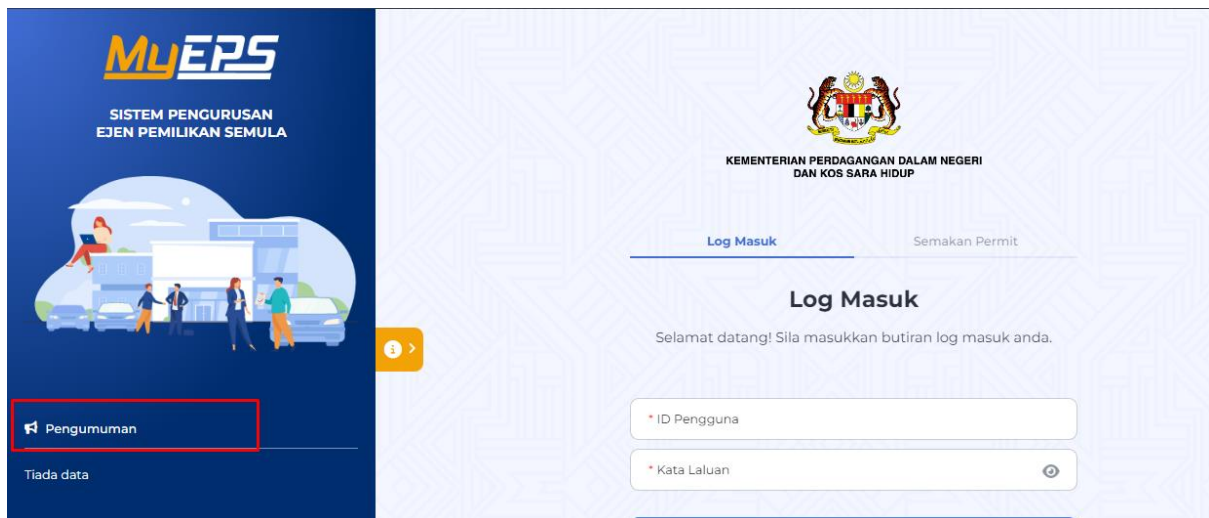 MyEPS
SISTEM PENGURUSAN
EJEN PEMILIKAN SEMULA
Pengumuman
Tiada data
KEMENTERIAN PERDAGANGAN DALAM NEGERI
DAN KOS SARA HIDUP
Log Masuk
Semakan Permit
Log Masuk
Selamat datang! Sila masukkan butiran log masuk anda.
* ID Pengguna
* Kata Laluan